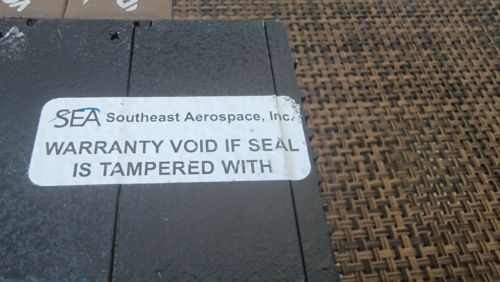 SEA Southeast Aerospace, Inc.
WARRANTY VOID IF SEAL
IS TAMPERED WITH